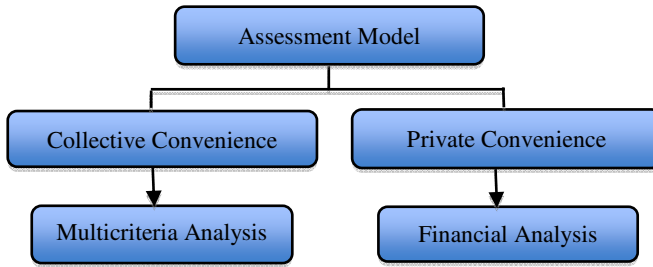 Assessment Model
Collective Convenience
Private Convenience
Multicriteria Analysis
Financial Analysis